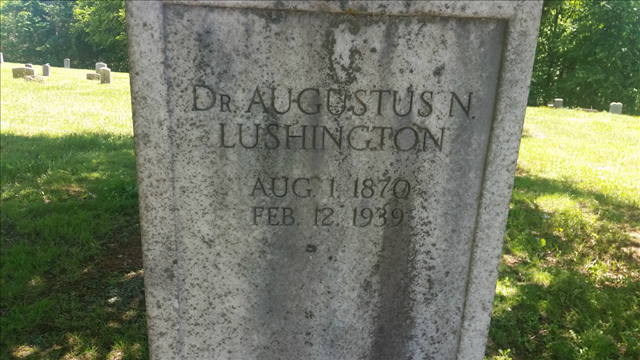 DR. AUGUSTUS N.
LUSHINGTON
AUG. 1. 1870
FEB. 12. 1939